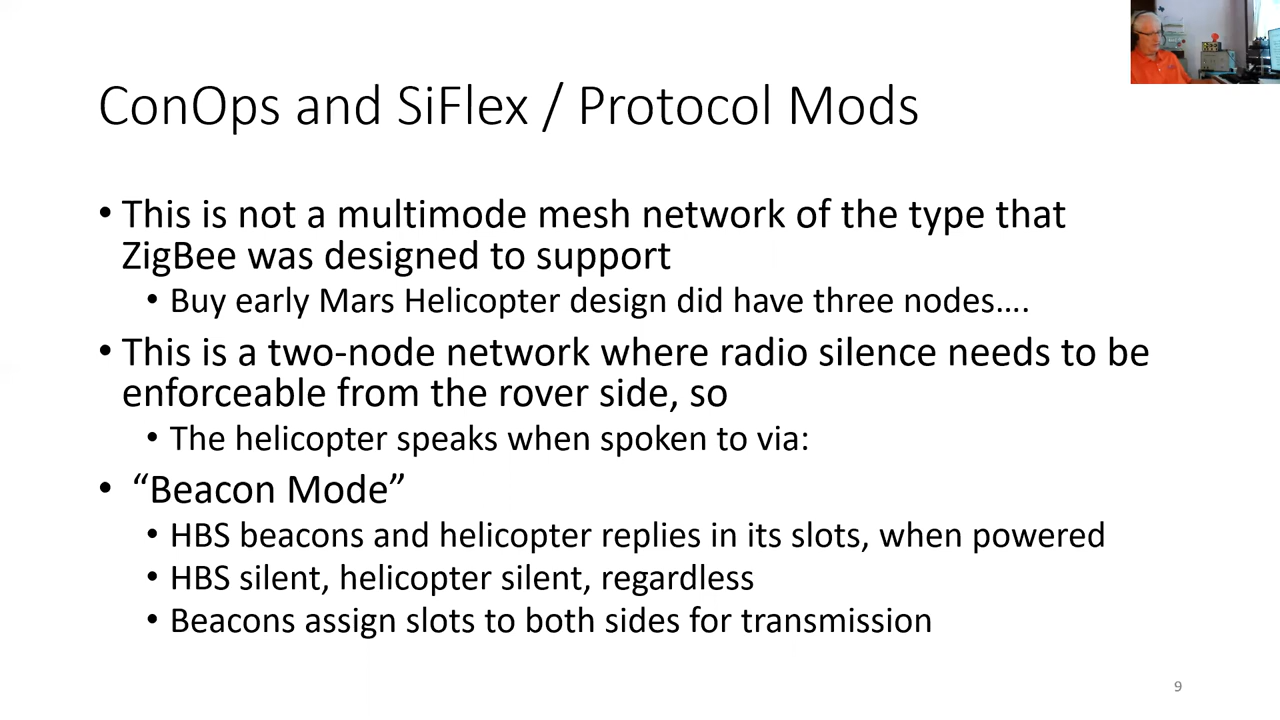 ConOps and SiFlex / Protocol Mods
• This is not a multimode mesh network of the type that
ZigBee was designed to support
• Buy early Mars Helicopter design did have three nodes….
• This is a two-node network where radio silence needs to be
enforceable from the rover side, so
• The helicopter speaks when spoken to via:
• “Beacon Mode”
• HBS beacons and helicopter replies in its slots, when powered
• HBS silent, helicopter silent, regardless
• Beacons assign slots to both sides for transmission
9